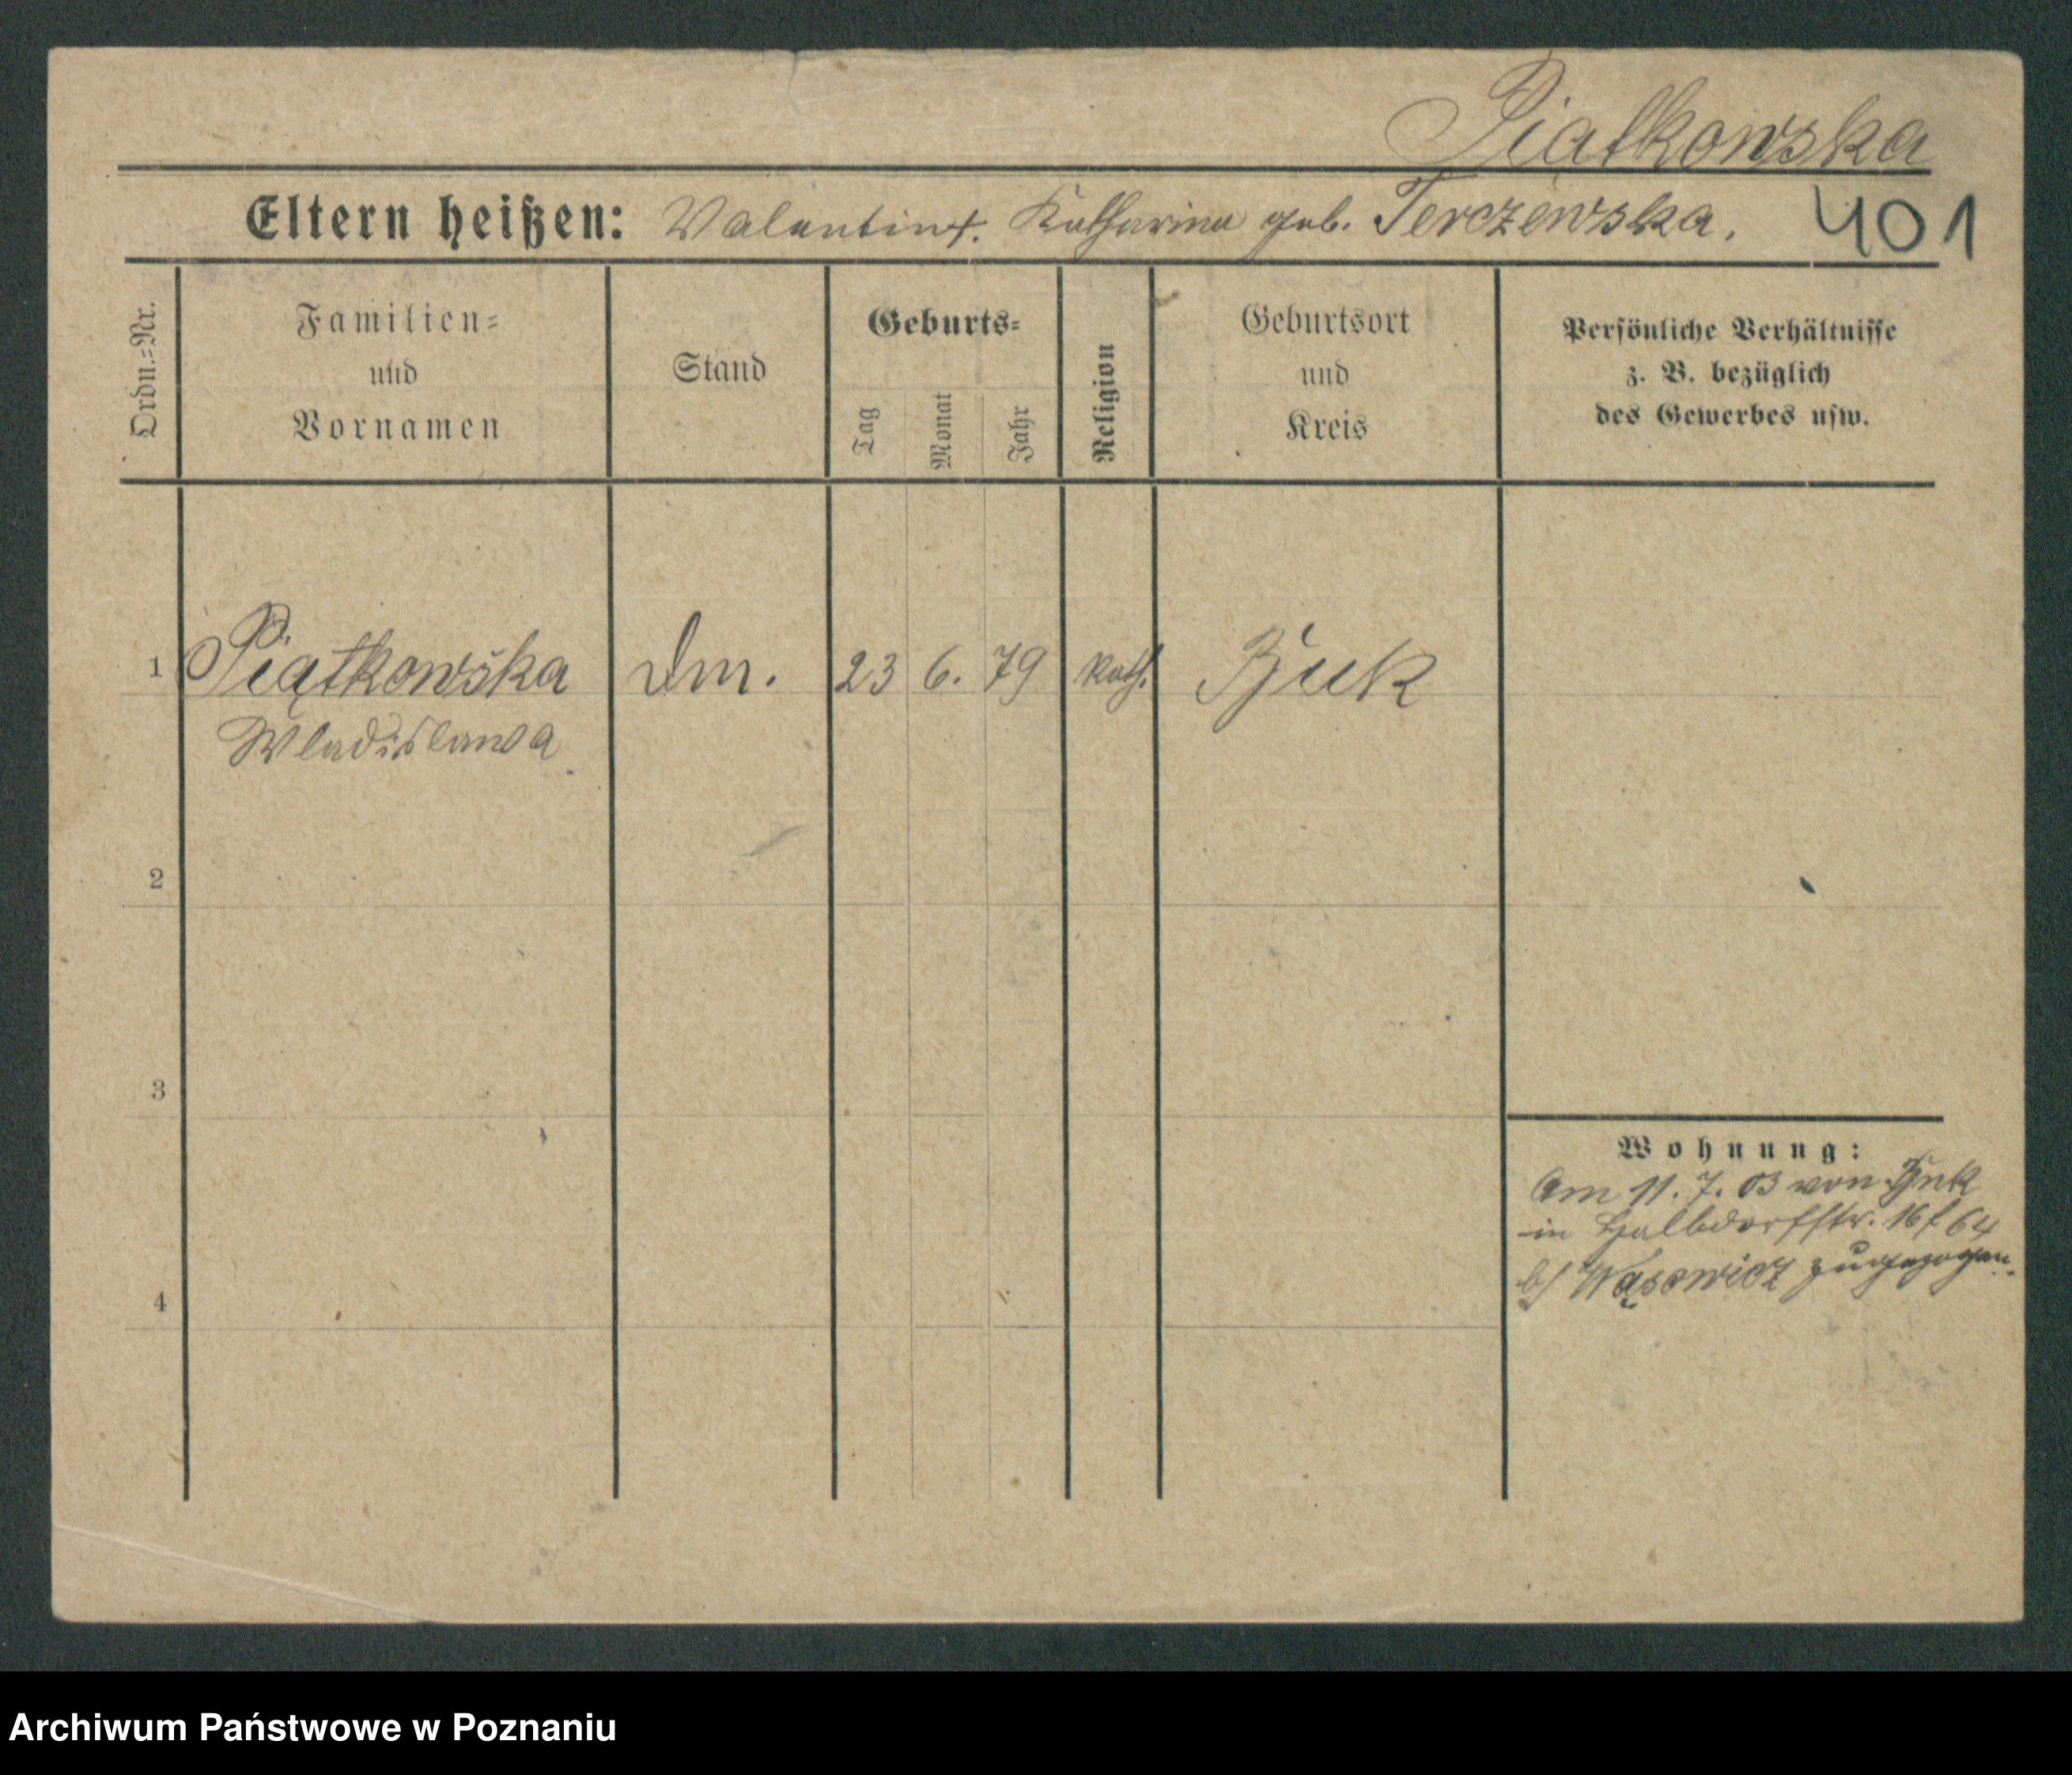 Piątkowska
Eltern heißen: Valentin †. Katharina geb. Terczewska.
401
Ordn.=Nr.
Familien=
und
Vornamen
Stand
Geburts=
Tag
Monat
Jahr
Religion
Geburtsort
und
Kreis
Persönliche Verhältnisse
z. B. bezüglich
des Gewerbes usw.
1 Piątkowska Dm. 23 6. 79 kath. Buk
Wladislawa
2
3
4
Wohnung:
Am 11. 7. 03 von Buk
in Halbdorfstr. 16/64
b/ Wąsowicz zugezogen.
Archiwum Państwowe w Poznaniu